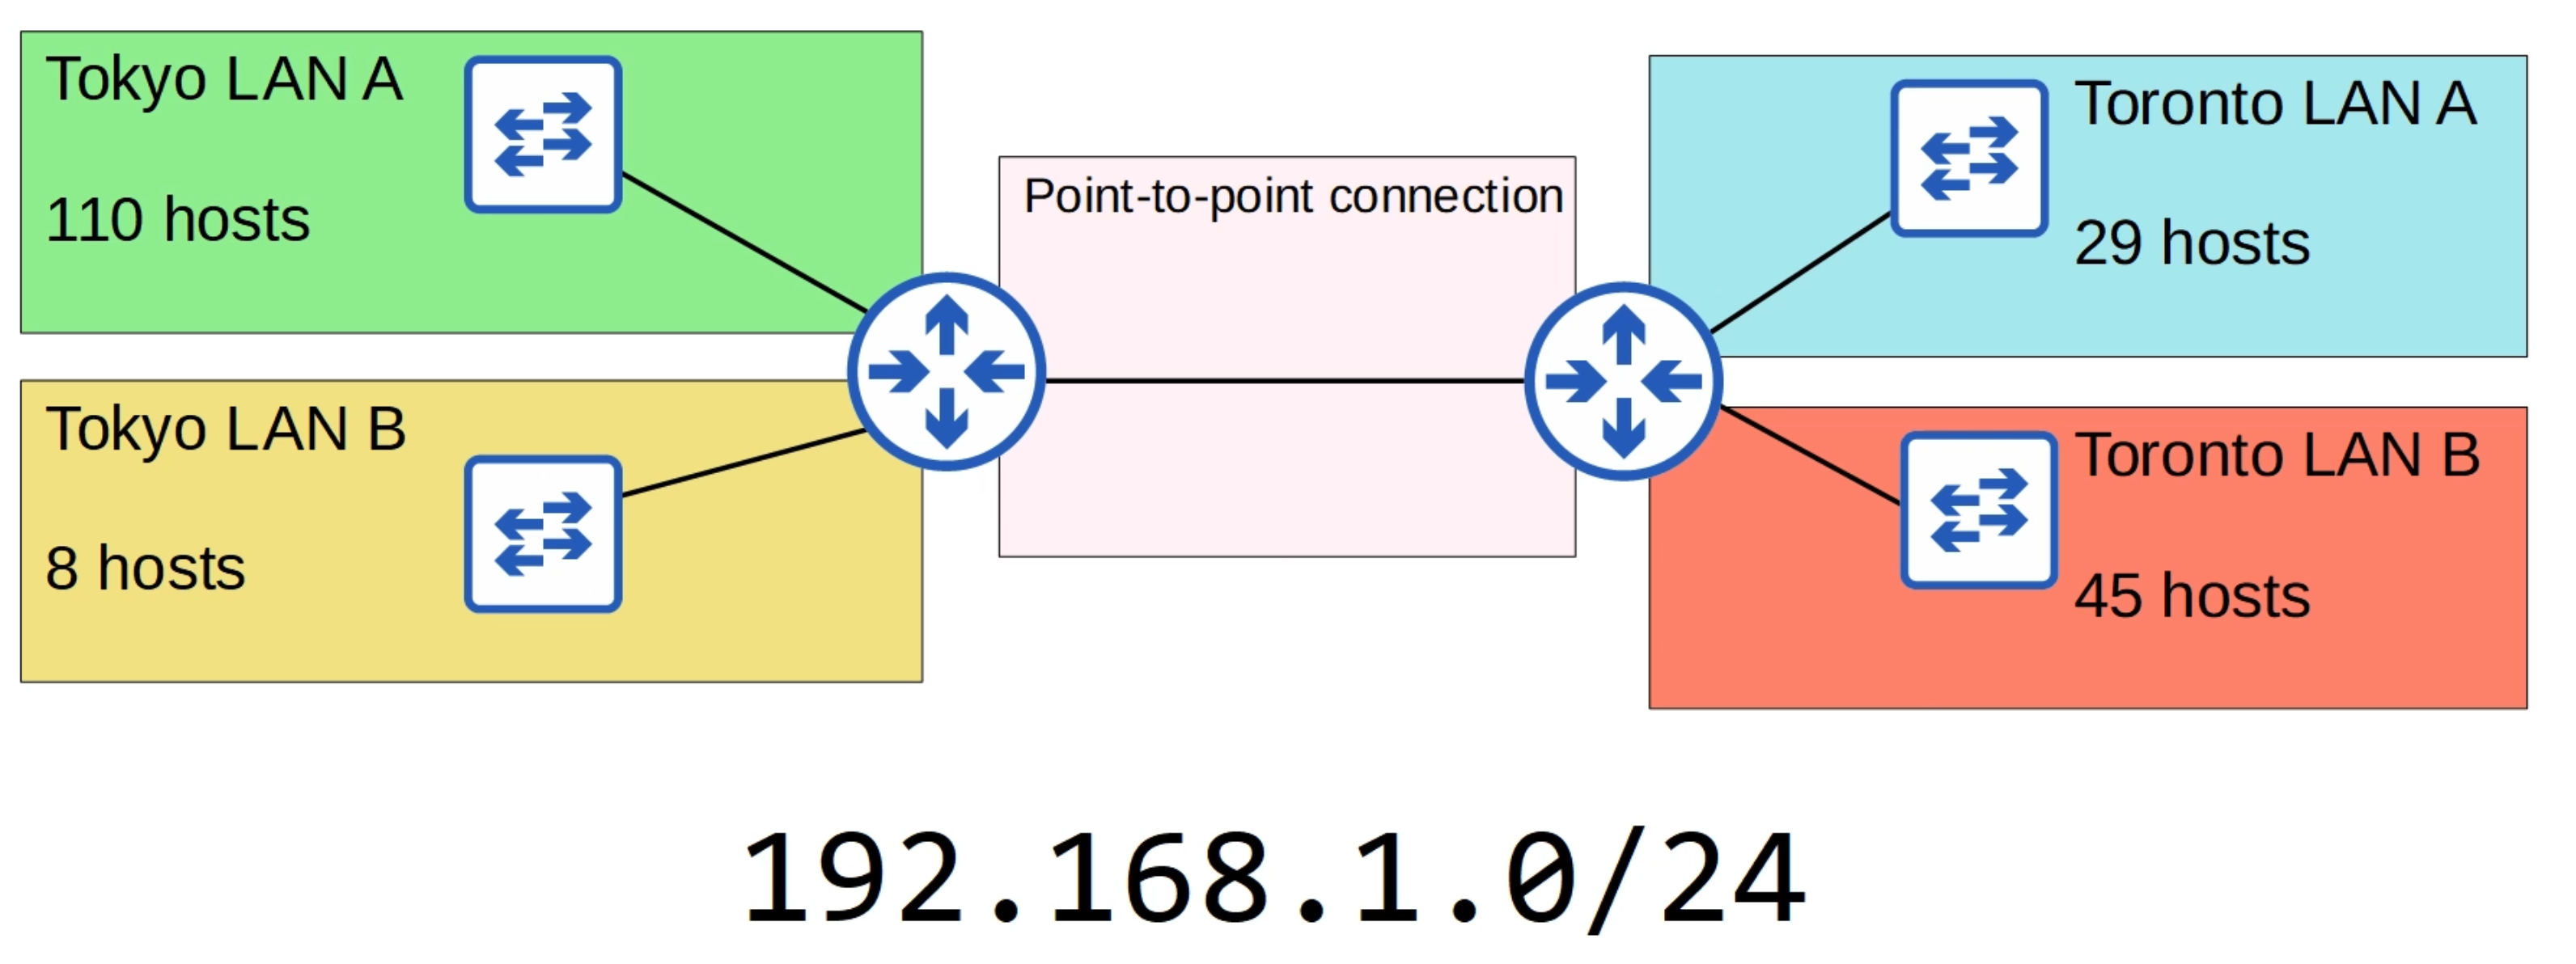 Tokyo LAN A
110 hosts
Tokyo LAN B
8 hosts
Point-to-point connection
Toronto LAN A
29 hosts
Toronto LAN B
45 hosts
192.168.1.0/24